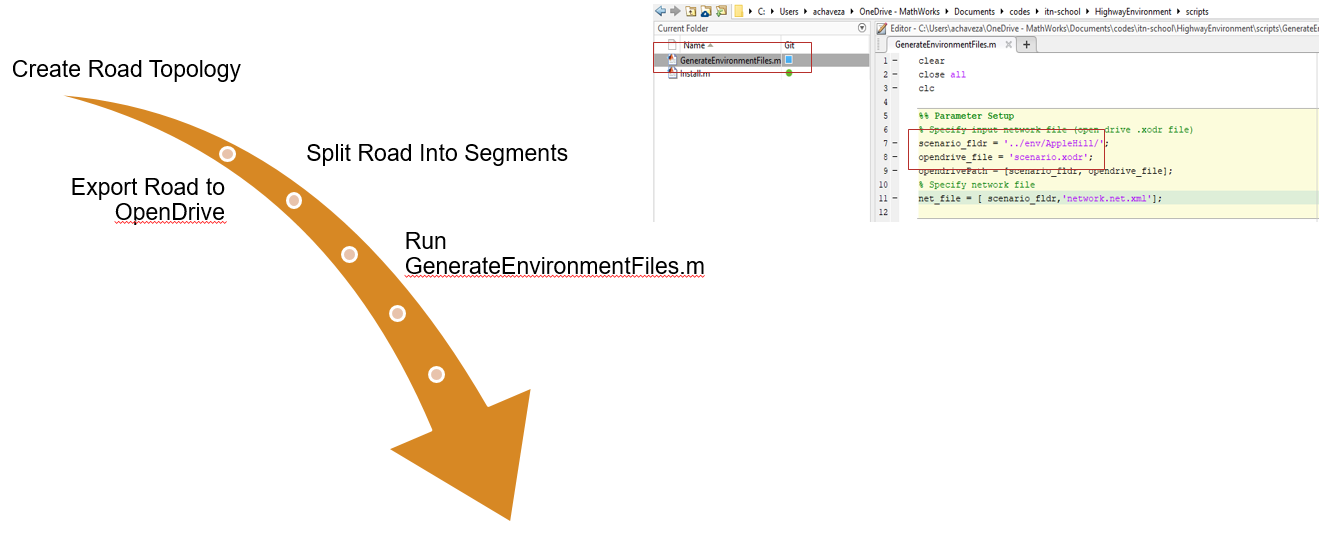 Create Road Topology
Split Road Into Segments
Export Road to
OpenDrive
Run
GenerateEnvironmentFiles.m
C: Users achaveza OneDrive - MathWorks Documents codes itn-school HighwayEnvironment scripts
Current Folder
Name Git
GenerateEnvironmentFiles.m
Install.m
Editor - C:\Users\achaveza\OneDrive - MathWorks\Documents\codes\itn-school\HighwayEnvironment\scripts\GenerateEn
GenerateEnvironmentFiles.m
1 clear
2 close all
3 clc
4
5 %% Parameter Setup
6 % Specify input network file (open drive .xodr file)
7 scenario_fldr = '../env/AppleHill/';
8 opendrive_file = 'scenario.xodr';
9 opendrivePath = [scenario_fldr, opendrive_file];
10 % Specify network file
11 net_file = [ scenario_fldr,'network.net.xml'];
12